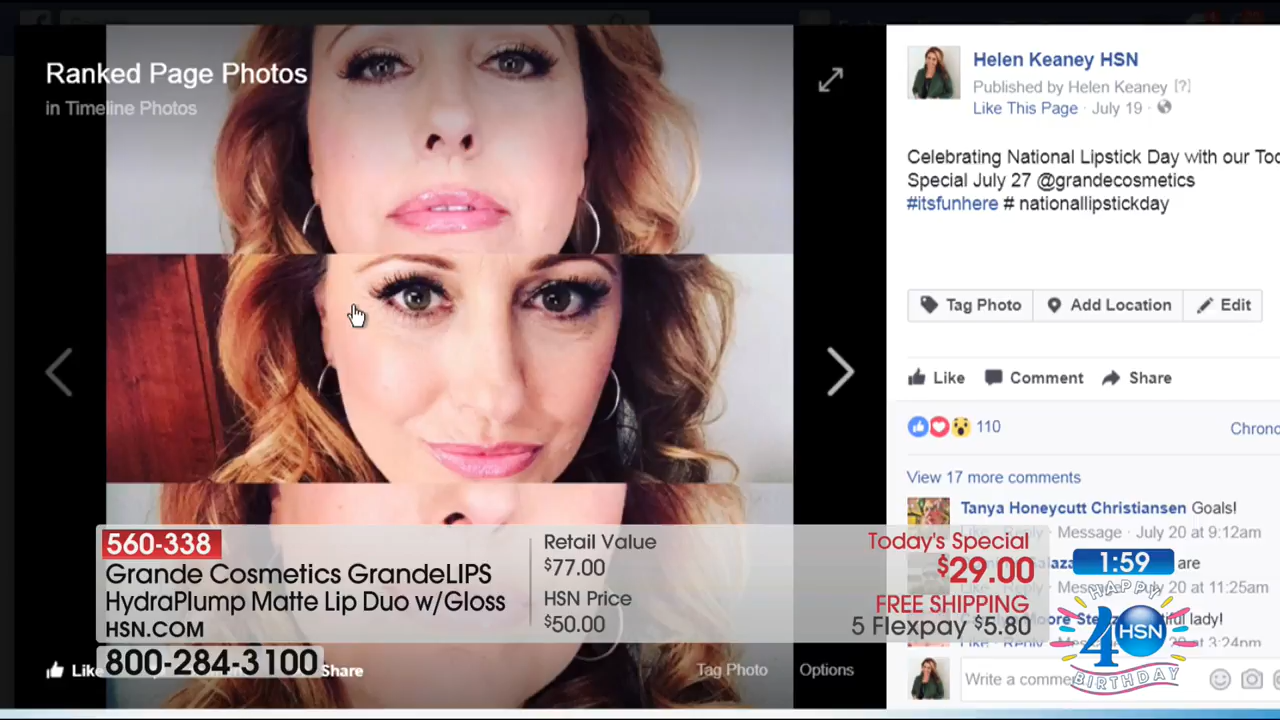 Ranked Page Photos
in Timeline Photos
Helen Keaney HSN
Published by Helen Keaney [?]
Like This Page · July 19 ·
Celebrating National Lipstick Day with our
Special July 27 @grandecosmetics
#itsfunhere # nationallipstickday
Tag Photo
Add Location
Edit
Like
Comment
Share
110
View 17 more comments
Tanya Honeycutt Christiansen Goals!
Like · Reply · Message · July 20 at 9:12am
are
20 at 11:25am
lady!
20 at 3:24pm
560-338
Grande Cosmetics GrandeLIPS
HydraPlump Matte Lip Duo w/Gloss
HSN.COM
800-284-3100
Retail Value
$77.00
HSN Price
$50.00
Today's Special
$29.00
FREE SHIPPING
5 Flexpay $5.80
1:59
HAPPY
40 HSN
BIRTHDAY
Share
Tag Photo
Options
Write a